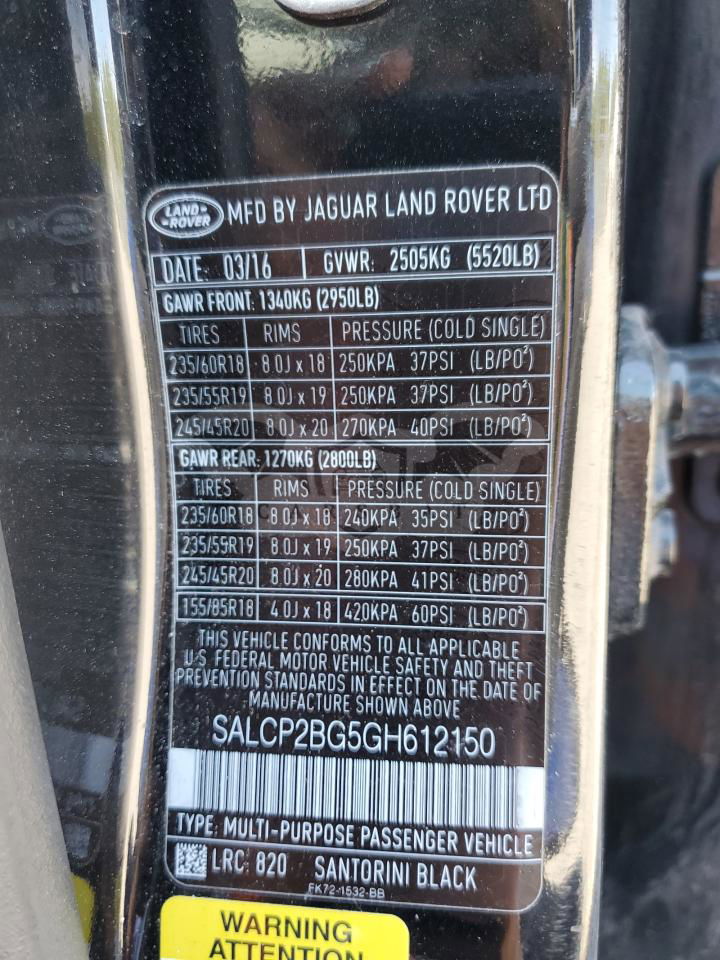 LAND ROVER MFD BY JAGUAR LAND ROVER LTD
DATE: 03/16 GVWR: 2505KG (5520LB)
GAWR FRONT: 1340KG (2950LB)
TIRES RIMS PRESSURE (COLD SINGLE)
235/60R18 8.0J x 18 250KPA 37PSI (LB/PO²)
235/55R19 8.0J x 19 250KPA 37PSI (LB/PO²)
245/45R20 8.0J x 20 270KPA 40PSI (LB/PO²)
GAWR REAR: 1270KG (2800LB)
TIRES RIMS PRESSURE (COLD SINGLE)
235/60R18 8.0J x 18 240KPA 35PSI (LB/PO²)
235/55R19 8.0J x 19 250KPA 37PSI (LB/PO²)
245/45R20 8.0J x 20 280KPA 41PSI (LB/PO²)
155/85R18 4.0J x 18 420KPA 60PSI (LB/PO²)
THIS VEHICLE CONFORMS TO ALL APPLICABLE
U.S. FEDERAL MOTOR VEHICLE SAFETY AND THEFT
PREVENTION STANDARDS IN EFFECT ON THE DATE OF
MANUFACTURE SHOWN ABOVE
SALCP2BG5GH612150
TYPE: MULTI-PURPOSE PASSENGER VEHICLE
LRC: 820 SANTORINI BLACK
FK72-1532-BB
WARNING
ATTENTION